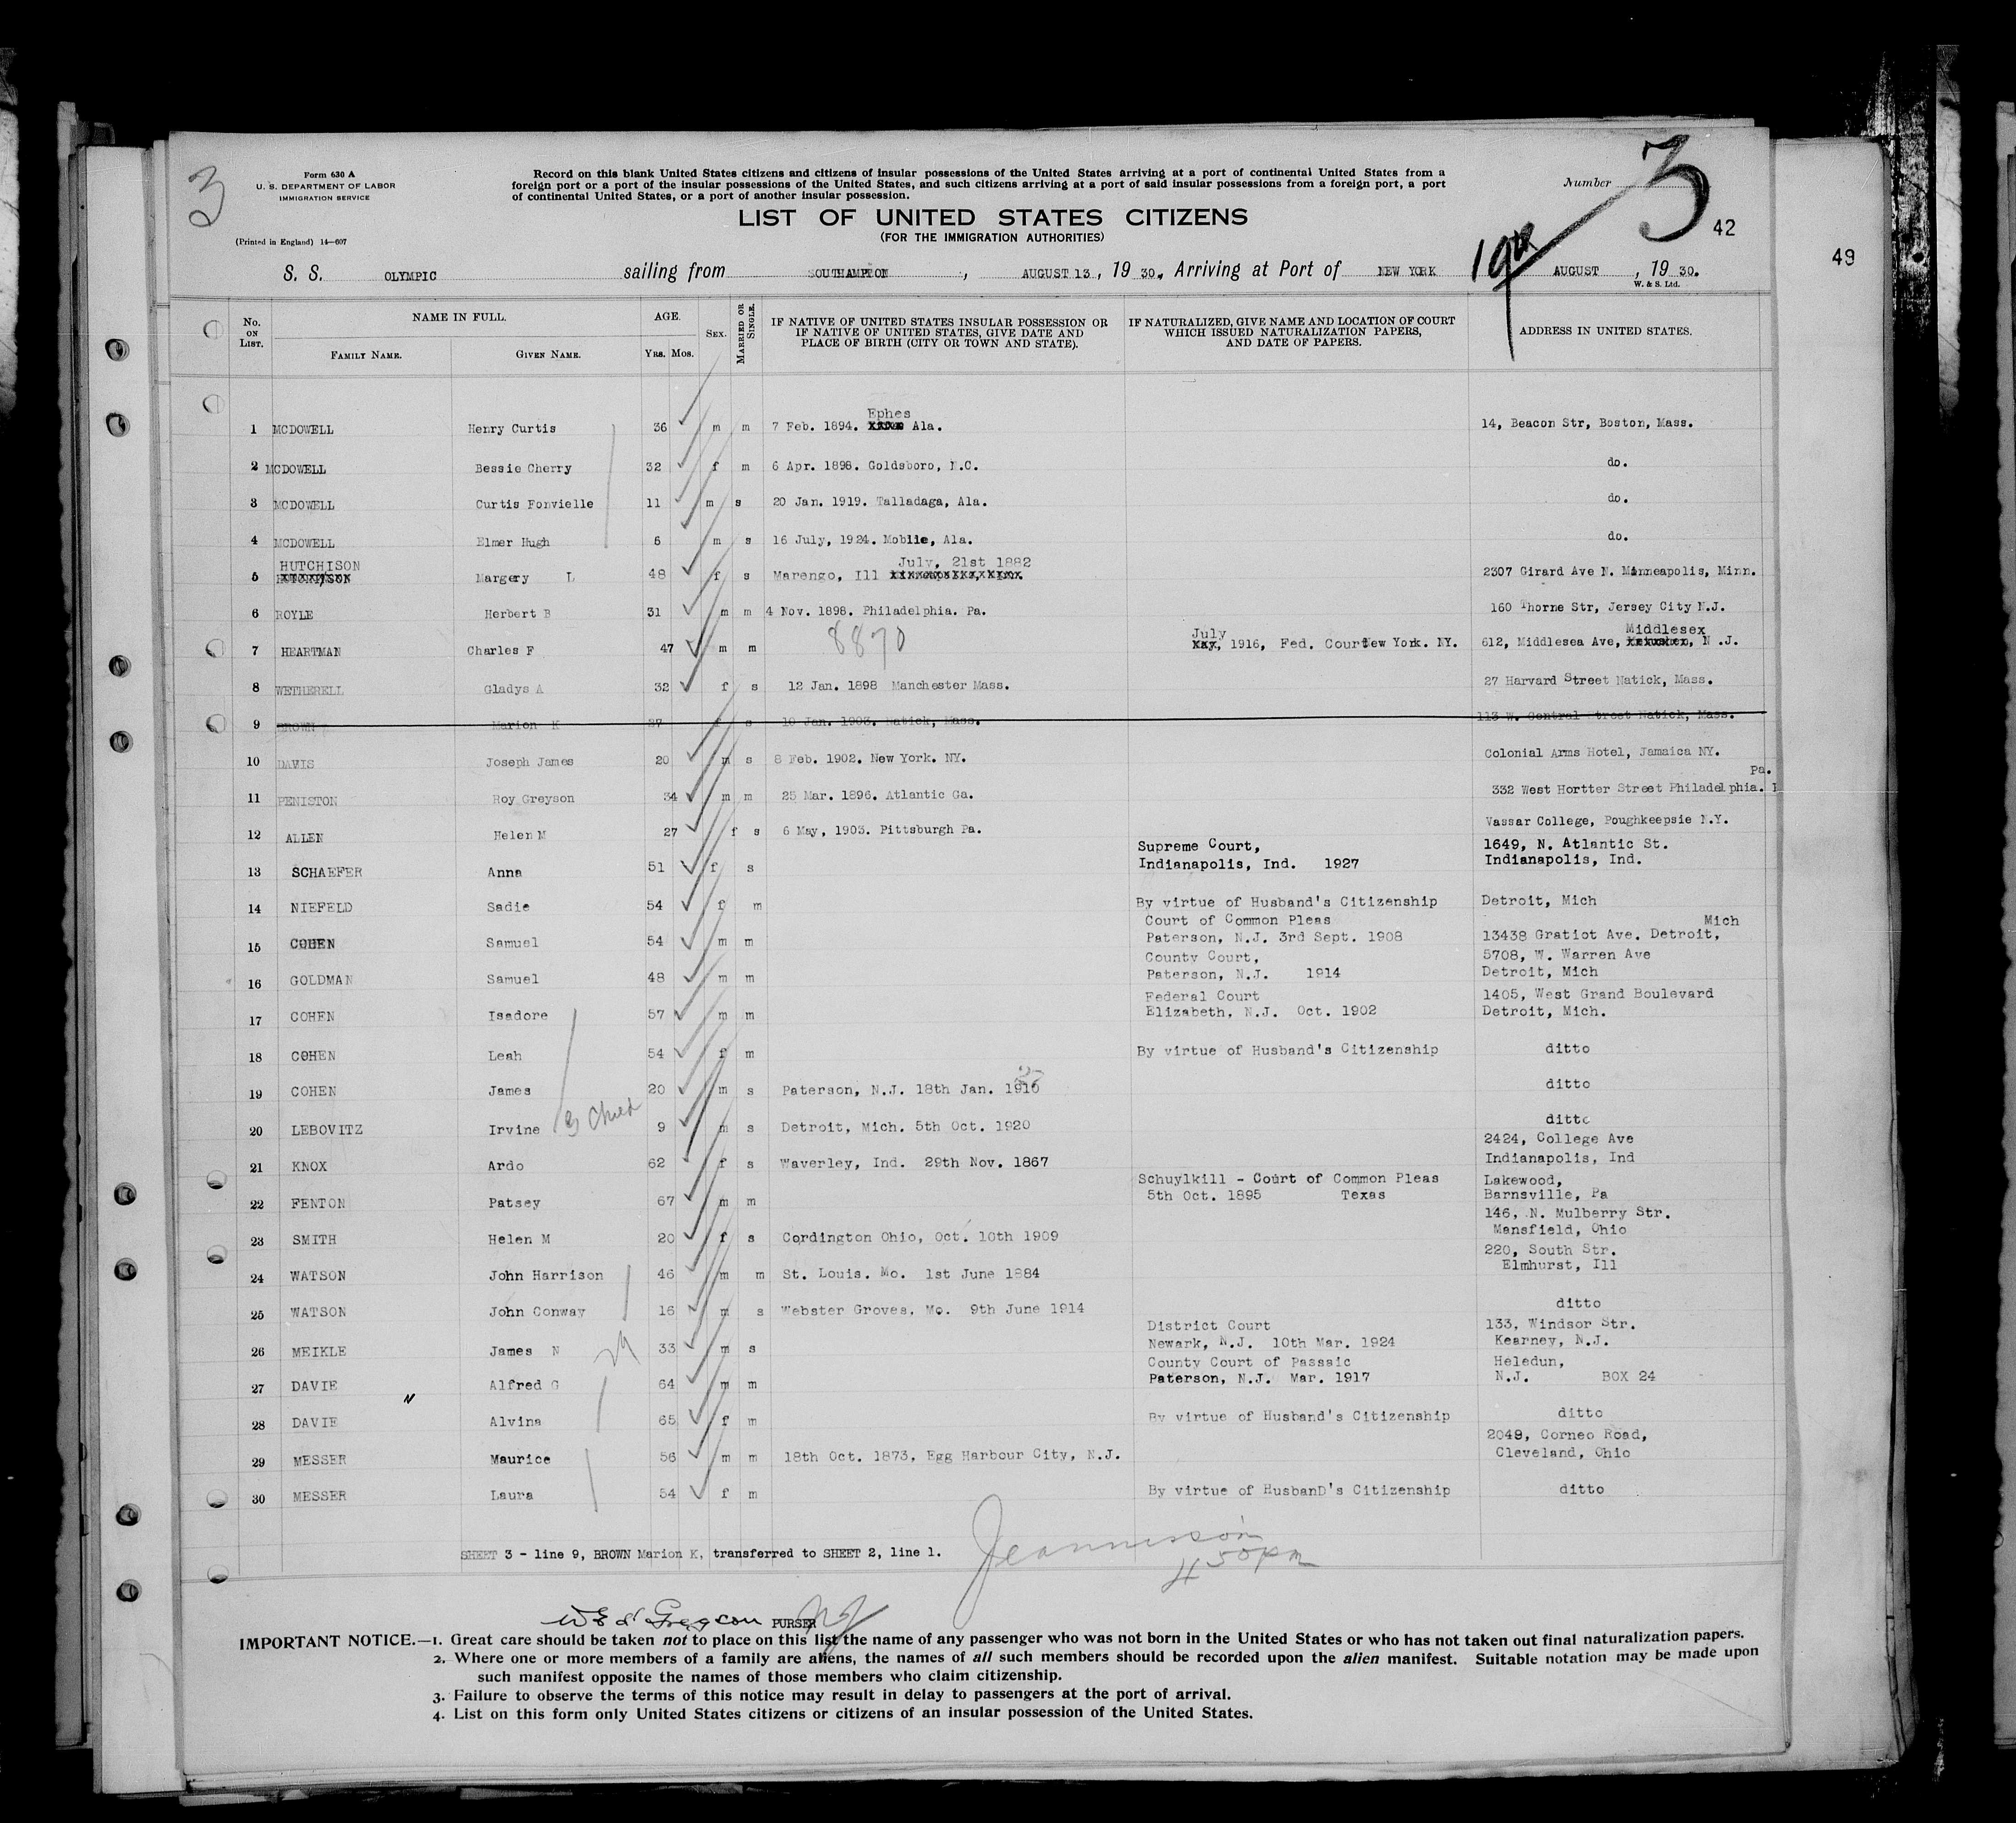 3
Form 630 A
U. S. DEPARTMENT OF LABOR
IMMIGRATION SERVICE
(Printed in England) 14—607
Record on this blank United States citizens and citizens of insular possessions of the United States arriving at a port of continental United States from a
foreign port or a port of the insular possessions of the United States, and such citizens arriving at a port of said insular possessions from a foreign port, a port
of continental United States, or a port of another insular possession.
LIST OF UNITED STATES CITIZENS
(FOR THE IMMIGRATION AUTHORITIES)
Number 3
42
49
S. S. OLYMPIC sailing from SOUTHAMPTON, AUGUST 13, 19 30, Arriving at Port of NEW YORK 19th AUGUST, 19 30.
W. & S. Ltd.
No. ON LIST. NAME IN FULL. AGE. SEX. MARRIED OR SINGLE. IF NATIVE OF UNITED STATES INSULAR POSSESSION OR IF NATIVE OF UNITED STATES, GIVE DATE AND PLACE OF BIRTH (CITY OR TOWN AND STATE). IF NATURALIZED, GIVE NAME AND LOCATION OF COURT WHICH ISSUED NATURALIZATION PAPERS, AND DATE OF PAPERS. ADDRESS IN UNITED STATES.
FAMILY NAME. GIVEN NAME. YRS. MOS.
Ephes
1 MCDOWELL Henry Curtis 36 m m 7 Feb. 1894. Ala. 14, Beacon Str, Boston, Mass.
2 MCDOWELL Bessie Cherry 32 f m 6 Apr. 1898. Goldsboro, N.C. do.
3 MCDOWELL Curtis Fonvielle 11 m s 20 Jan. 1919. Talladaga, Ala. do.
4 MCDOWELL Elmer Hugh 6 m s 16 July, 1924. Moblie, Ala. do.
HUTCHISON July, 21st 1882
5 Margery L 48 f s Marengo, Ill 2307 Girard Ave N. Minneapolis, Minn.
6 ROYLE Herbert B 31 m m 4 Nov. 1898. Philadelphia. Pa. 160 Thorne Str, Jersey City N.J.
8870 July Middlesex
7 HEARTMAN Charles F 47 m m 1916, Fed. Court New York. NY. 612, Middlesea Ave, N.J.
8 WETHERELL Gladys A 32 f s 12 Jan. 1898 Manchester Mass. 27 Harvard Street Natick, Mass.
9 BROWN Marion K 27 f s 10 Jan. 1903. Natick, Mass. 113 W. Central Street Natick, Mass.
10 DAVIS Joseph James 20 m s 8 Feb. 1902. New York. NY. Colonial Arms Hotel, Jamaica NY.
Pa.
11 PENISTON Roy Greyson 34 m m 25 Mar. 1896. Atlantic Ga. 332 West Hortter Street Philadelphia.
12 ALLEN Helen M 27 f s 6 May, 1903. Pittsburgh Pa. Vassar College, Poughkeepsie N.Y.
Supreme Court, 1649, N. Atlantic St.
13 SCHAEFER Anna 51 f s Indianapolis, Ind. 1927 Indianapolis, Ind.
14 NIEFELD Sadie 54 f m By virtue of Husband's Citizenship Detroit, Mich
Court of Common Pleas Mich
15 COHEN Samuel 54 m m Paterson, N.J. 3rd Sept. 1908 13438 Gratiot Ave. Detroit,
County Court, 5708, W. Warren Ave
16 GOLDMAN Samuel 48 m m Paterson, N.J. 1914 Detroit, Mich
Federal Court 1405, West Grand Boulevard
17 COHEN Isadore 57 m m Elizabeth, N.J. Oct. 1902 Detroit, Mich.
18 COHEN Leah 54 f m By virtue of Husband's Citizenship ditto
19 COHEN James 20 m s Paterson, N.J. 18th Jan. 1910 ditto
20 LEBOVITZ Irvine 9 m s Detroit, Mich. 5th Oct. 1920 ditto
2424, College Ave
21 KNOX Ardo 62 f s Waverley, Ind. 29th Nov. 1867 Indianapolis, Ind
Schuylkill - Court of Common Pleas Lakewood,
22 FENTON Patsey 67 m m 5th Oct. 1895 Texas Barnsville, Pa
146, N. Mulberry Str.
23 SMITH Helen M 20 f s Cordington Ohio, Oct. 10th 1909 Mansfield, Ohio
220, South Str.
24 WATSON John Harrison 46 m m St. Louis. Mo. 1st June 1884 Elmhurst, Ill
25 WATSON John Conway 16 m s Webster Groves, Mo. 9th June 1914 ditto
District Court 133, Windsor Str.
26 MEIKLE James N 33 m s Newark, N.J. 10th Mar. 1924 Kearney, N.J.
County Court of Passaic Heledun,
27 DAVIE Alfred G 64 m m Paterson, N.J. Mar. 1917 N.J. BOX 24
28 DAVIE Alvina 65 f m By virtue of Husband's Citizenship ditto
2049, Corneo Road,
29 MESSER Maurice 56 m m 18th Oct. 1873, Egg Harbour City, N.J. Cleveland, Ohio
30 MESSER Laura 54 f m By virtue of HusbanD's Citizenship ditto
SHEET 3 - line 9, BROWN Marion K, transferred to SHEET 2, line 1.
450pm
PURSER
IMPORTANT NOTICE.—1. Great care should be taken not to place on this list the name of any passenger who was not born in the United States or who has not taken out final naturalization papers.
2. Where one or more members of a family are aliens, the names of all such members should be recorded upon the alien manifest. Suitable notation may be made upon
such manifest opposite the names of those members who claim citizenship.
3. Failure to observe the terms of this notice may result in delay to passengers at the port of arrival.
4. List on this form only United States citizens or citizens of an insular possession of the United States.